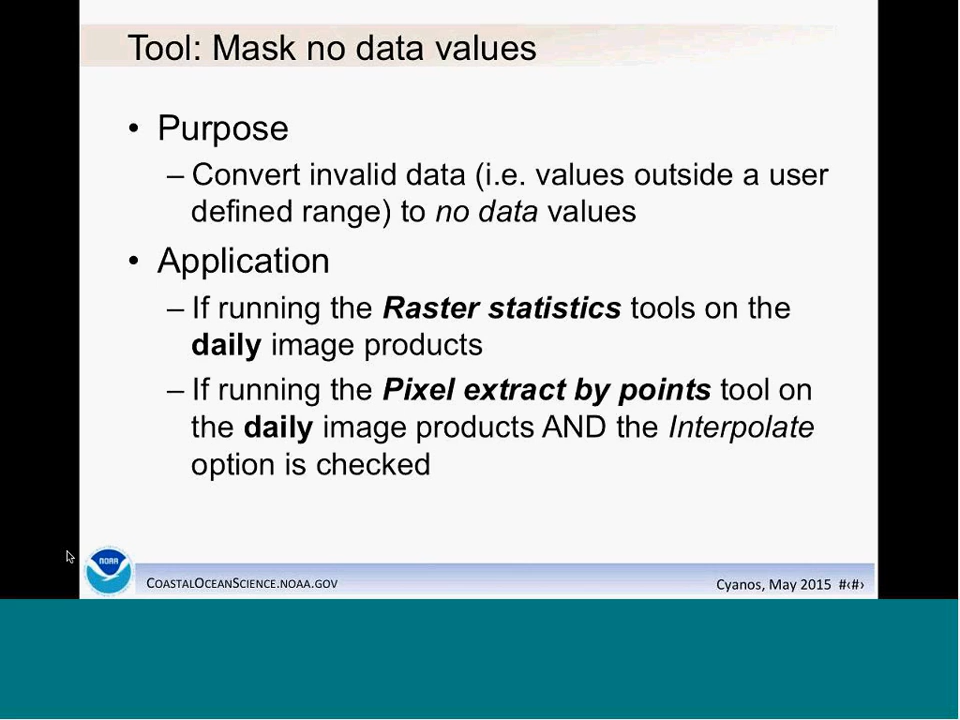 Tool: Mask no data values
• Purpose
– Convert invalid data (i.e. values outside a user
defined range) to no data values
• Application
– If running the Raster statistics tools on the
daily image products
– If running the Pixel extract by points tool on
the daily image products AND the Interpolate
option is checked
NOAA
COASTALOCEANSCIENCE.NOAA.GOV
Cyanos, May 2015 #‹#›